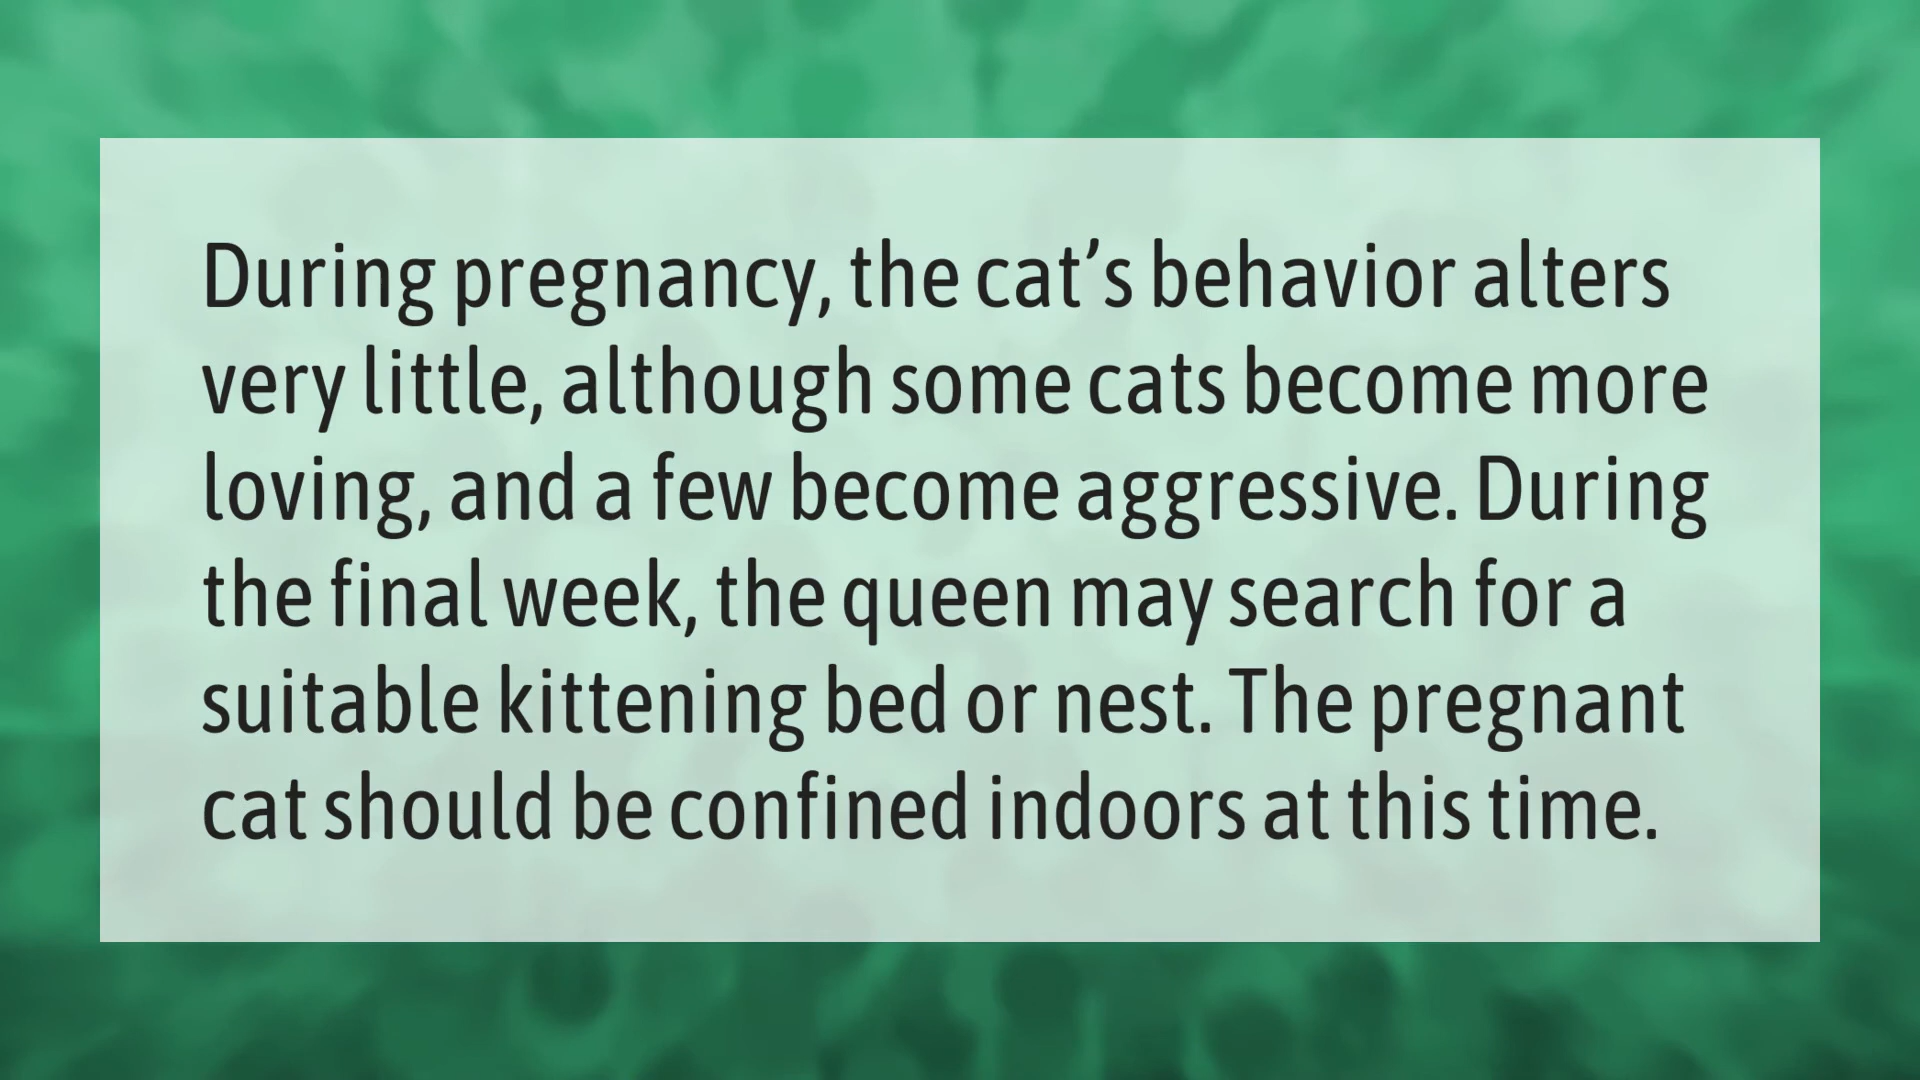 During pregnancy, the cat’s behavior alters
very little, although some cats become more
loving, and a few become aggressive. During
the final week, the queen may search for a
suitable kittening bed or nest. The pregnant
cat should be confined indoors at this time.